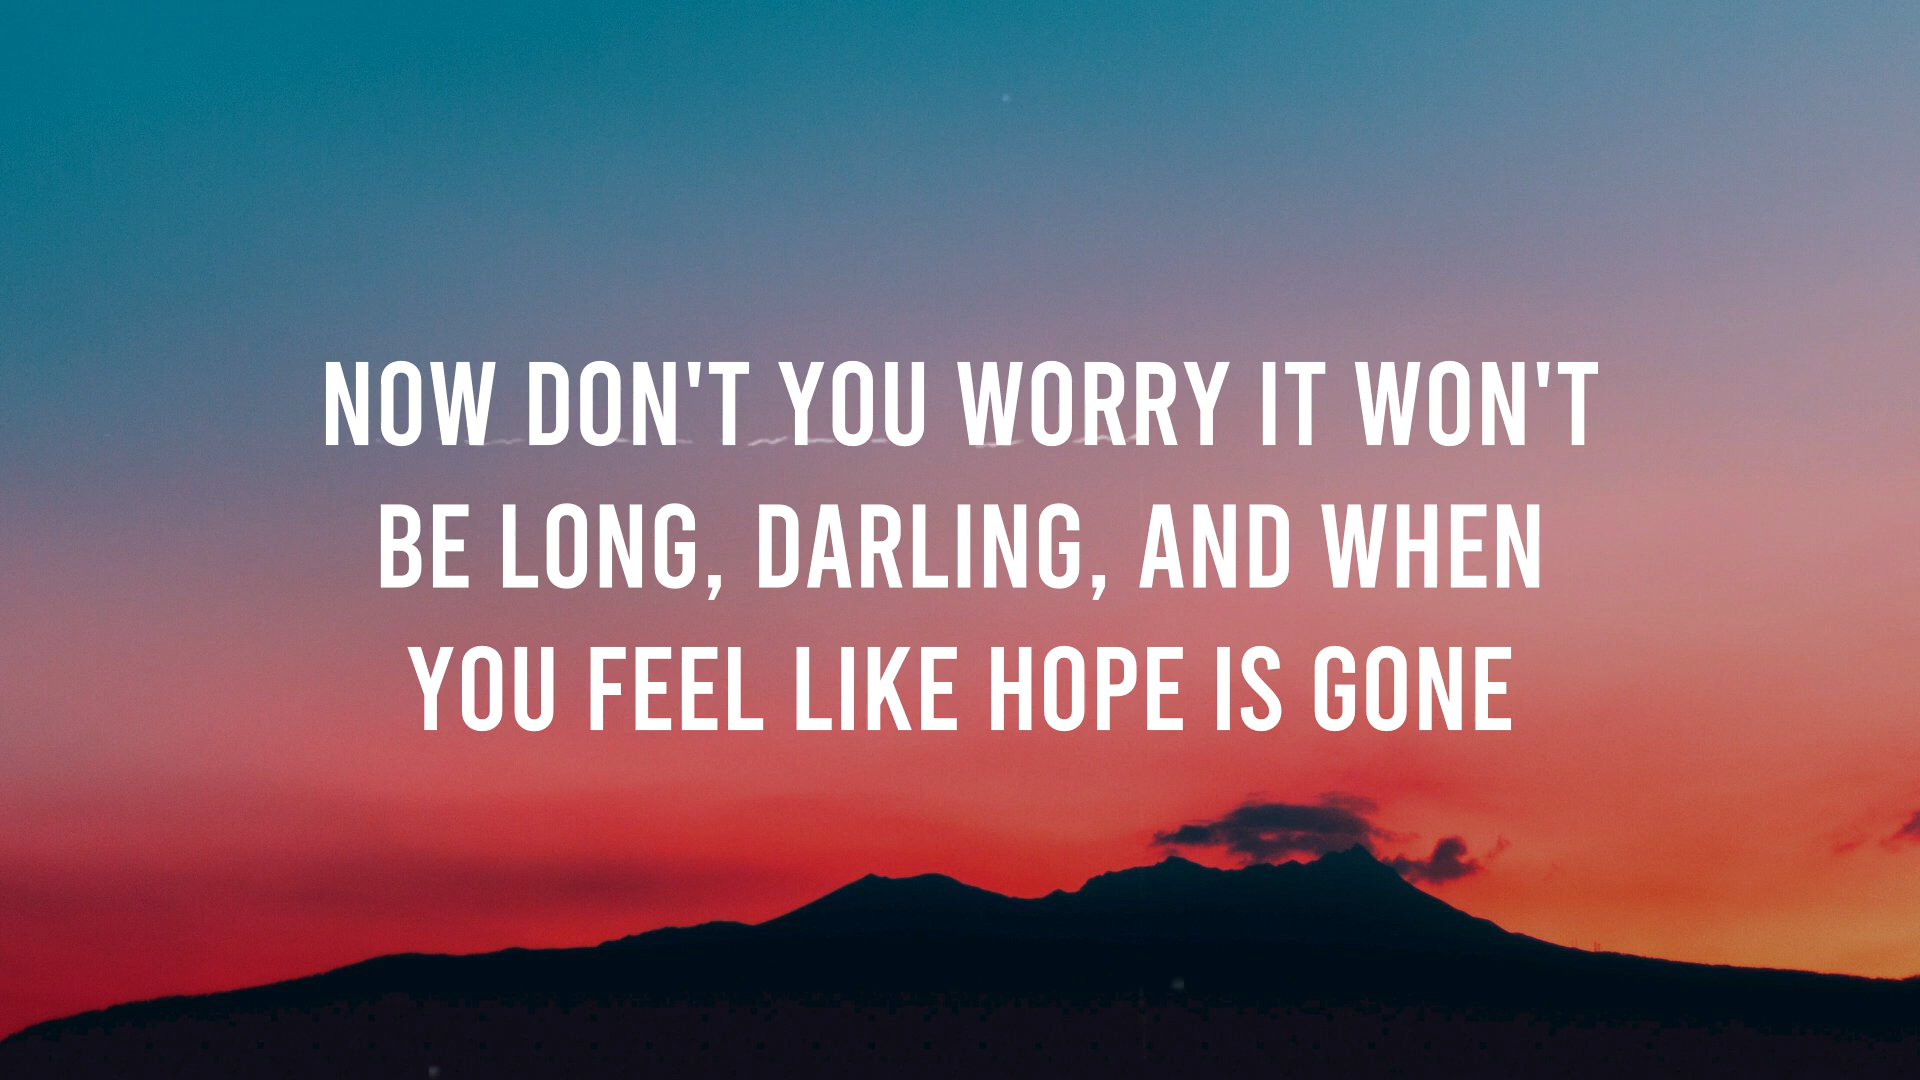 NOW DON'T YOU WORRY IT WON'T
BE LONG, DARLING, AND WHEN
YOU FEEL LIKE HOPE IS GONE